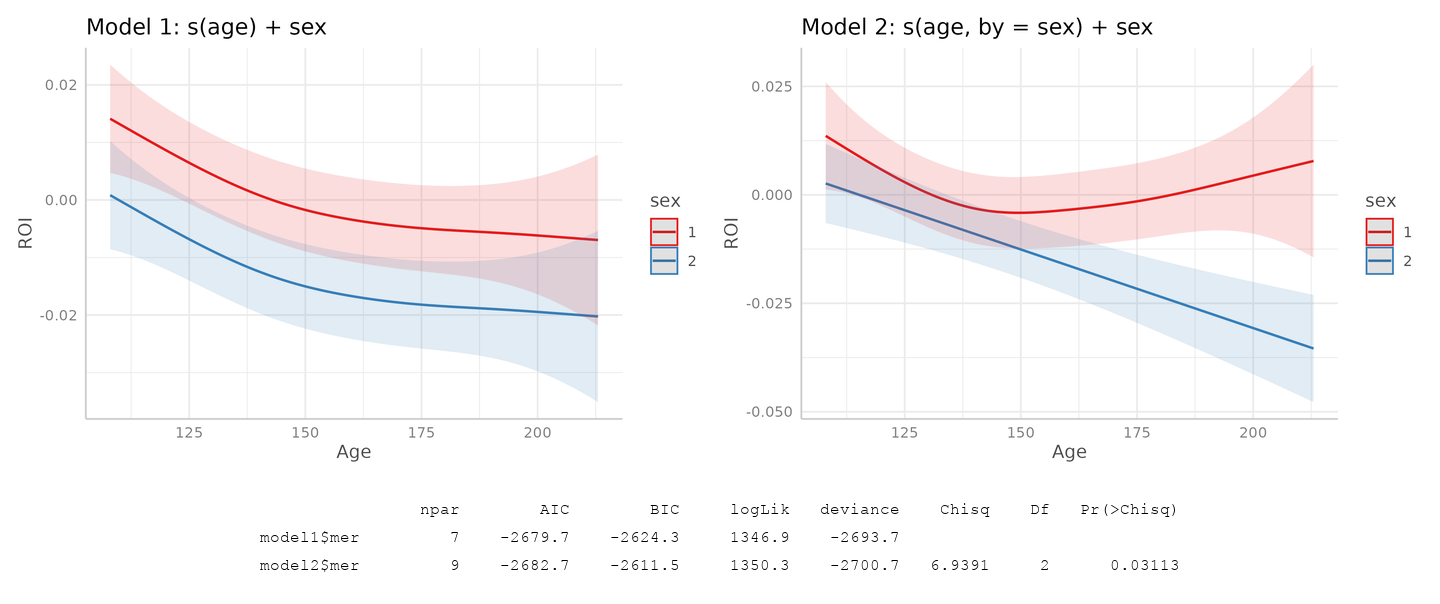 Model 1: s(age) + sex
0.02
0.00
-0.02
ROI
125 150 175 200
Age
sex
1
2
Model 2: s(age, by = sex) + sex
0.025
0.000
-0.025
-0.050
ROI
125 150 175 200
Age
sex
1
2
npar AIC BIC logLik deviance Chisq Df Pr(>Chisq)
model1$mer 7 -2679.7 -2624.3 1346.9 -2693.7
model2$mer 9 -2682.7 -2611.5 1350.3 -2700.7 6.9391 2 0.03113